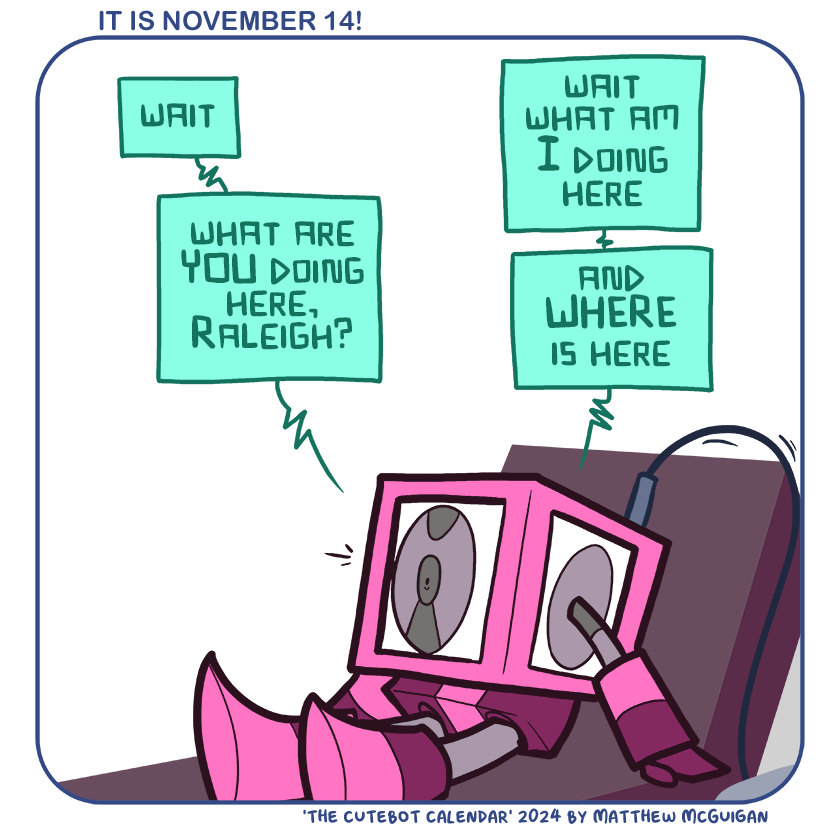 IT IS NOVEMBER 14!
WAIT
WHAT ARE
YOU DOING
HERE,
RALEIGH?
WAIT
WHAT AM
I DOING
HERE
AND
WHERE
IS HERE
'THE CUTEBOT CALENDAR' 2024 BY MATTHEW MCGUIGAN